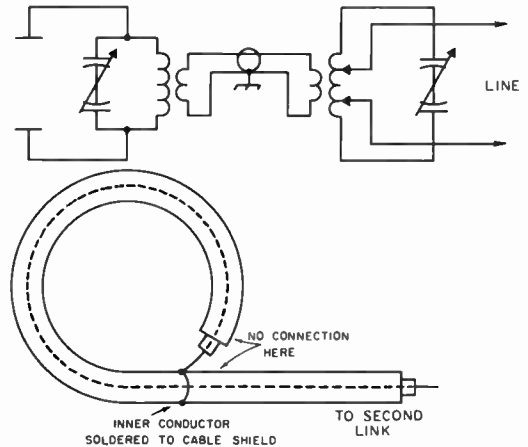 LINE
NO CONNECTION
HERE
INNER CONDUCTOR
SOLDERED TO CABLE SHIELD
TO SECOND
LINK